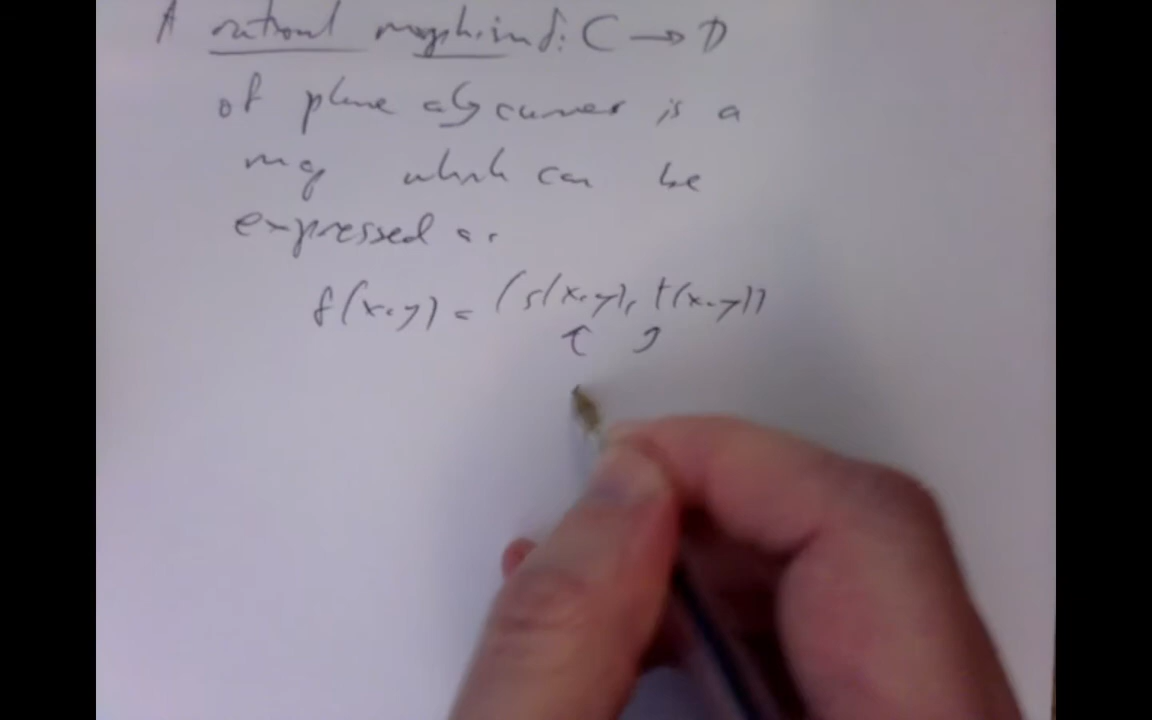 A rational morphism f: C → D
of plane alg curves is a
map which can be
expressed as
f(x,y) = (s(x,y), t(x,y))